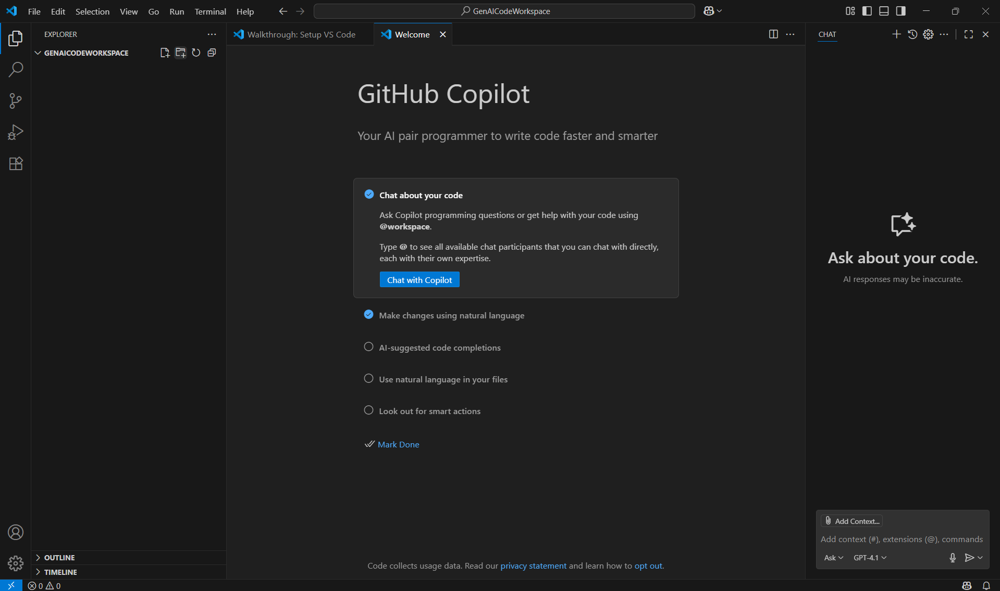 File Edit Selection View Go Run Terminal Help
GenAICodeWorkspace
EXPLORER
GENAICODEWORKSPACE
OUTLINE
TIMELINE
Walkthrough: Setup VS Code
Welcome
GitHub Copilot
Your AI pair programmer to write code faster and smarter
Chat about your code
Ask Copilot programming questions or get help with your code using
@workspace.
Type @ to see all available chat participants that you can chat with directly,
each with their own expertise.
Chat with Copilot
Make changes using natural language
AI-suggested code completions
Use natural language in your files
Look out for smart actions
Mark Done
Code collects usage data. Read our privacy statement and learn how to opt out.
CHAT
Ask about your code.
AI responses may be inaccurate.
Add Context...
Add context (#), extensions (@), commands
Ask GPT-4.1
0 0